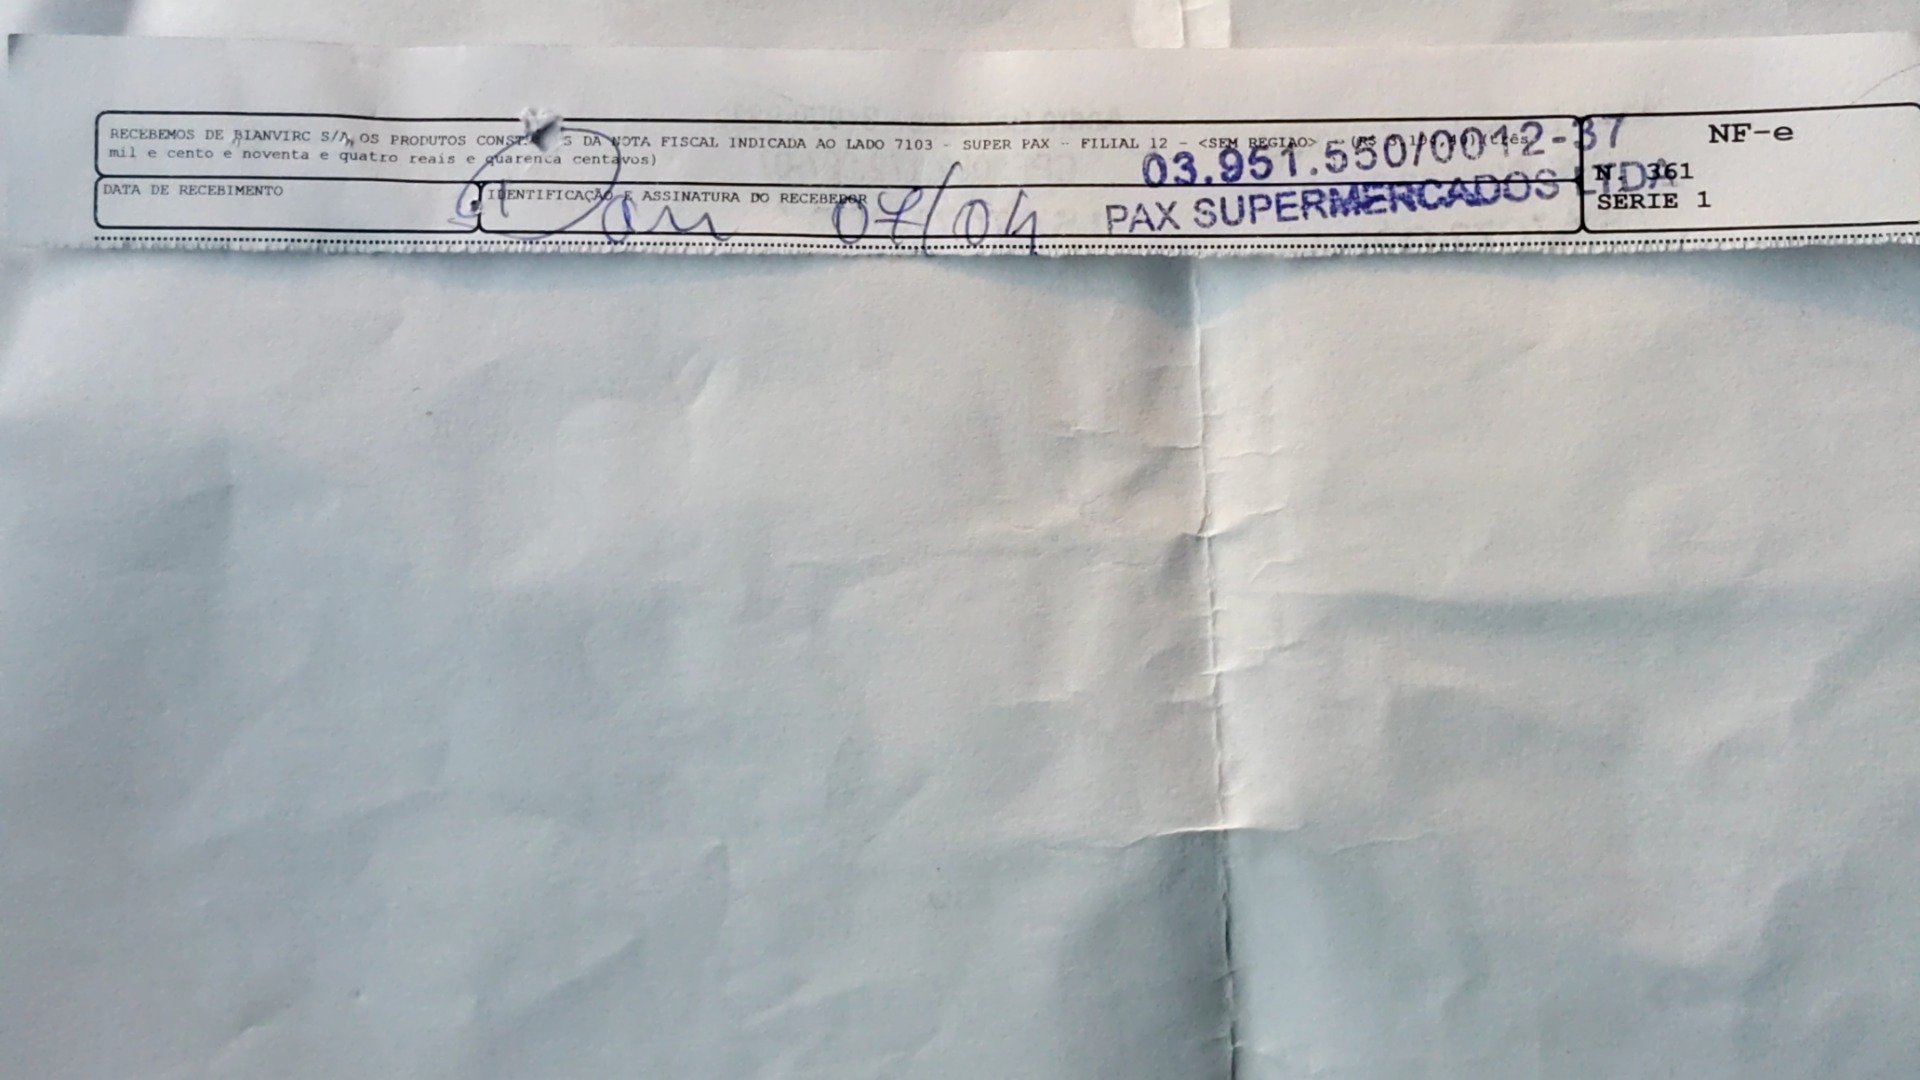 RECEBEMOS DE BIANVIRC S/A, OS PRODUTOS DA NOTA FISCAL INDICADA AO LADO 7103 - SUPER PAX - FILIAL 12 - <SEM REGIAO>
mil e cento e noventa e quatro reais e quarenta centavos)
03.951.550/0012-37
PAX SUPERMERCADOS LTDA
DATA DE RECEBIMENTO
IDENTIFICAÇÃO E ASSINATURA DO RECEBEDOR
07/04
NF-e
N. 361
SERIE 1